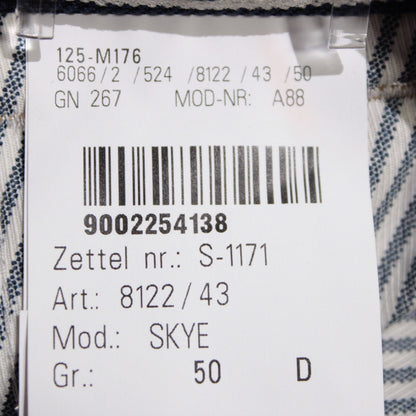 125-M176
6066/2 /524 /8122 /43 /50
GN 267 MOD-NR: A88
9002254138
Zettel nr.: S-1171
Art.: 8122/43
Mod.: SKYE
Gr.: 50 D